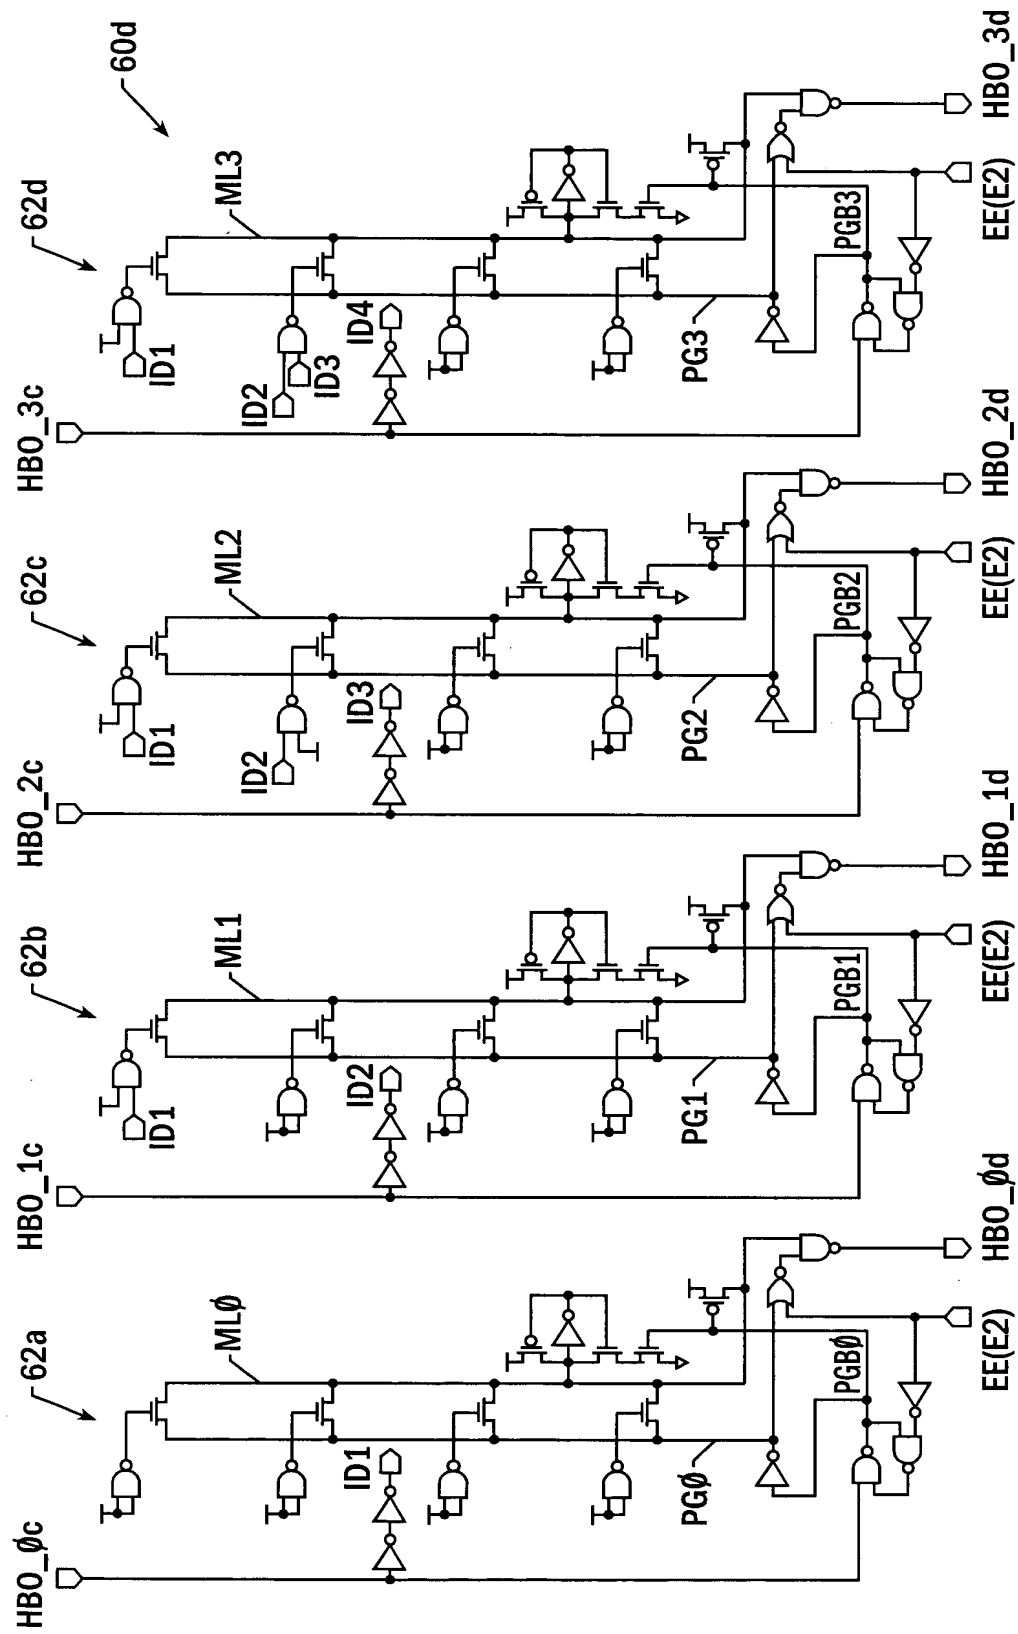 60d
62d
HBO_3c
ID1
ML3
ID2
ID3
ID4
PG3
PGB3
HBO_3d
EE(E2)
62c
HBO_2c
ID1
ML2
ID2
ID3
PG2
PGB2
HBO_2d
EE(E2)
62b
HBO_1c
ID1
ML1
ID2
PG1
PGB1
HBO_1d
EE(E2)
62a
HBO_Øc
MLØ
ID1
PGØ
PGBØ
HBO_Ød
EE(E2)